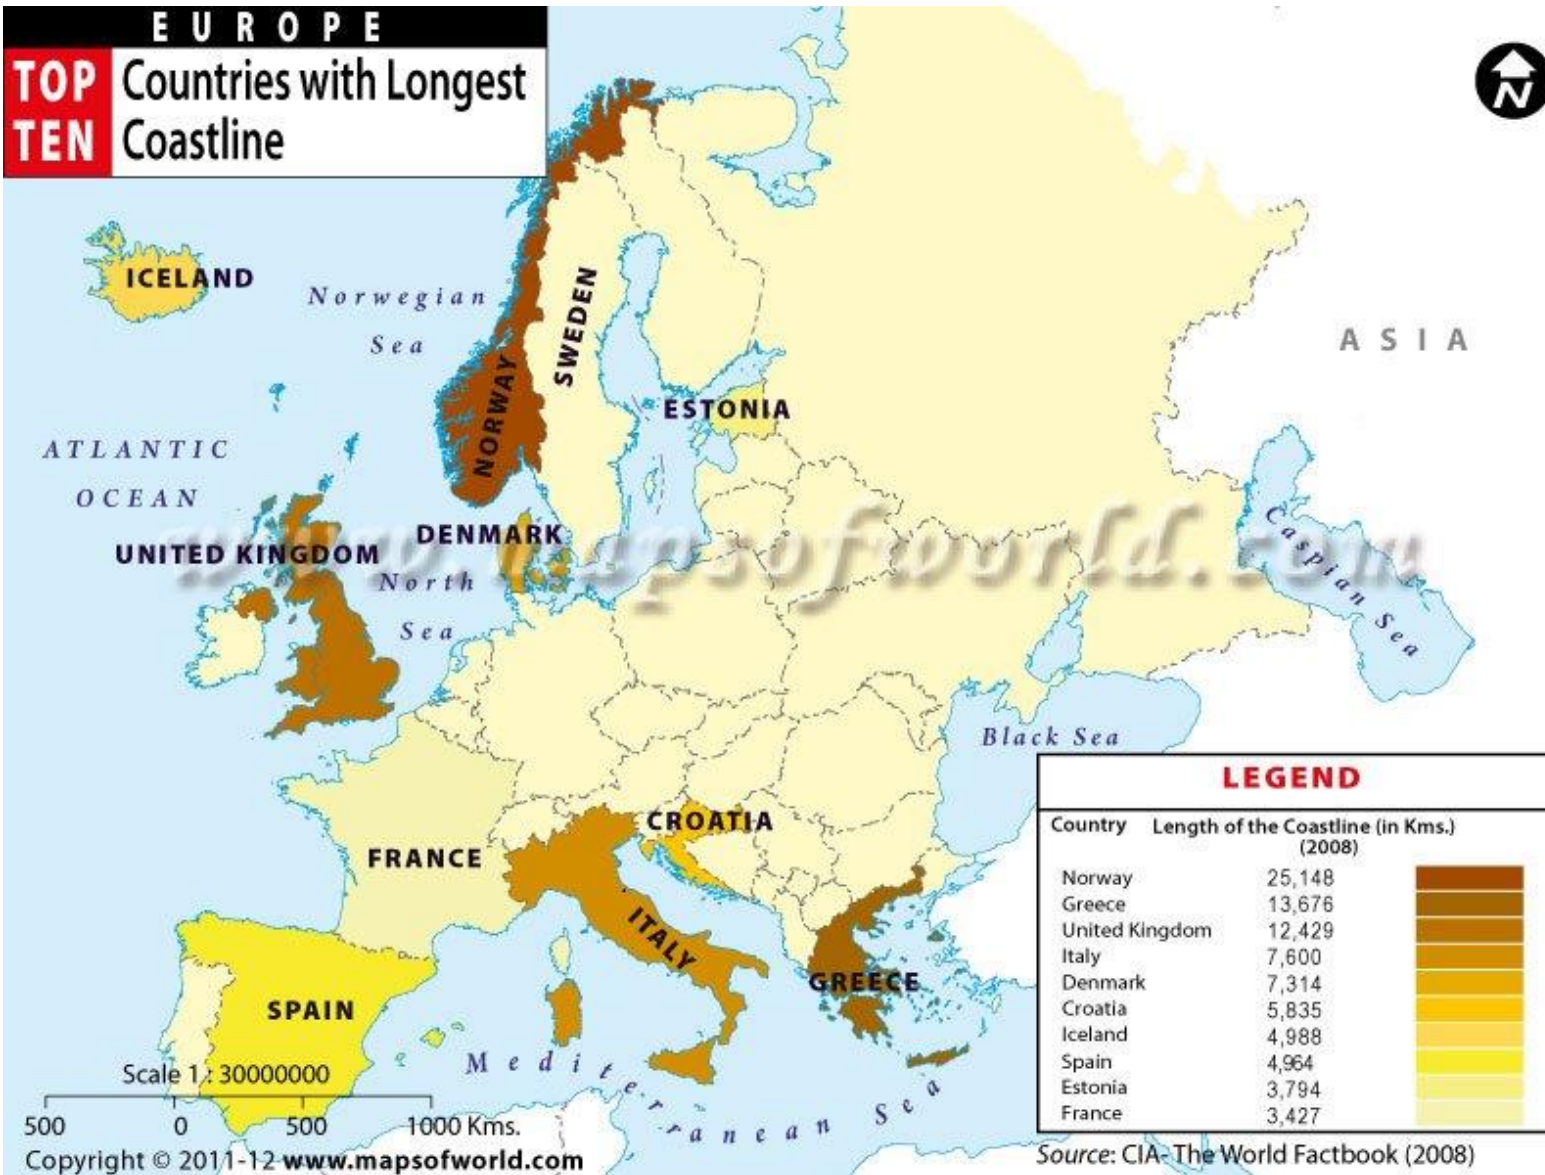 EUROPE
TOP TEN
Countries with Longest
Coastline
N
ICELAND
Norwegian
Sea
SWEDEN
NORWAY
ASIA
ESTONIA
ATLANTIC
OCEAN
DENMARK
UNITED KINGDOM
www.mapsofworld.com
North
Sea
Caspian Sea
Black Sea
CROATIA
FRANCE
ITALY
GREECE
SPAIN
Mediterranean Sea
LEGEND
Country Length of the Coastline (in Kms.)
(2008)
Norway 25,148
Greece 13,676
United Kingdom 12,429
Italy 7,600
Denmark 7,314
Croatia 5,835
Iceland 4,988
Spain 4,964
Estonia 3,794
France 3,427
Scale 1 : 30000000
500 0 500 1000 Kms.
Copyright © 2011-12 www.mapsofworld.com
Source: CIA- The World Factbook (2008)